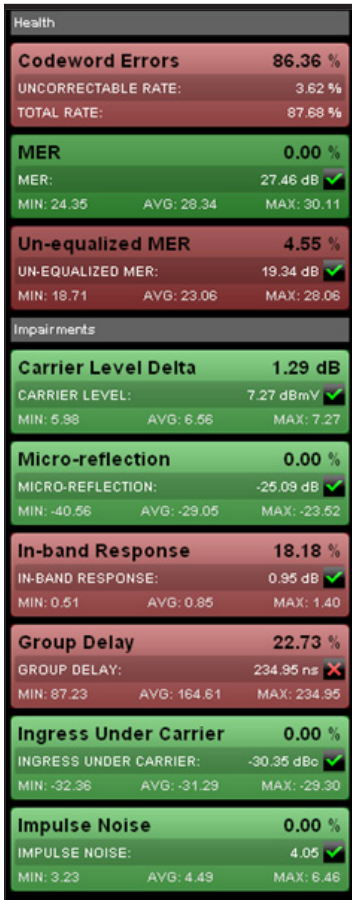 Health
Codeword Errors 86.36 %
UNCORRECTABLE RATE: 3.62 %
TOTAL RATE: 87.68 %
MER 0.00 %
MER: 27.46 dB
MIN: 24.35 AVG: 28.34 MAX: 30.11
Un-equalized MER 4.55 %
UN-EQUALIZED MER: 19.34 dB
MIN: 18.71 AVG: 23.06 MAX: 28.06
Impairments
Carrier Level Delta 1.29 dB
CARRIER LEVEL: 7.27 dBmV
MIN: 5.98 AVG: 6.56 MAX: 7.27
Micro-reflection 0.00 %
MICRO-REFLECTION: -25.09 dB
MIN: -40.56 AVG: -29.05 MAX: -23.52
In-band Response 18.18 %
IN-BAND RESPONSE: 0.95 dB
MIN: 0.51 AVG: 0.85 MAX: 1.40
Group Delay 22.73 %
GROUP DELAY: 234.95 ns
MIN: 87.23 AVG: 164.61 MAX: 234.95
Ingress Under Carrier 0.00 %
INGRESS UNDER CARRIER: -30.35 dBc
MIN: -32.36 AVG: -31.29 MAX: -29.30
Impulse Noise 0.00 %
IMPULSE NOISE: 4.05
MIN: 3.23 AVG: 4.49 MAX: 6.46